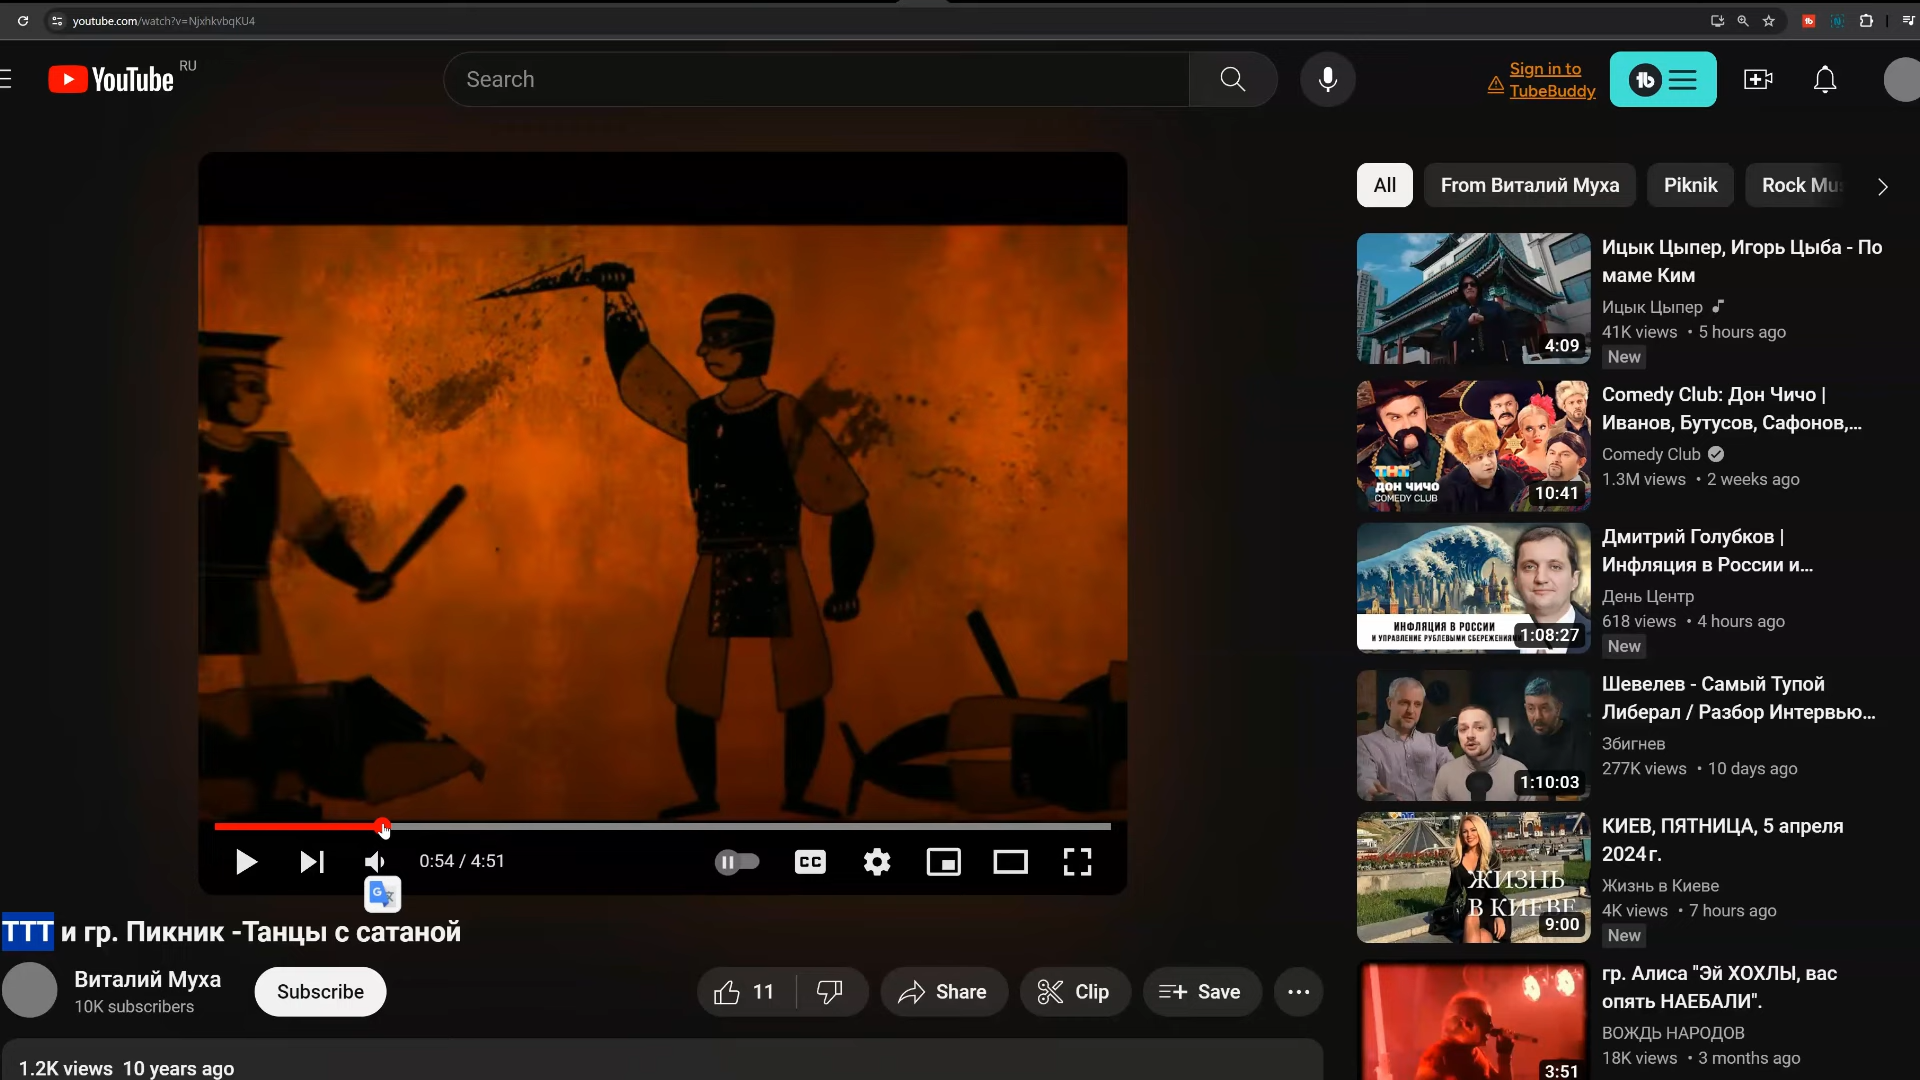 youtube.com/watch?v=NjxhkvbqKU4
YouTube RU
Search
Sign in to
TubeBuddy
All
From Виталий Муха
Piknik
Rock Mu
Ицык Цыпер, Игорь Цыба - По
маме Ким
Ицык Цыпер
41K views • 5 hours ago
New
4:09
Comedy Club: Дон Чичо |
Иванов, Бутусов, Сафонов,...
Comedy Club
1.3M views • 2 weeks ago
ТНТ
ДОН ЧИЧО
COMEDY CLUB
10:41
Дмитрий Голубков |
Инфляция в России и...
День Центр
618 views • 4 hours ago
New
ИНФЛЯЦИЯ В РОССИИ
И УПРАВЛЕНИЕ РУБЛЕВЫМИ СБЕРЕЖЕНИЯМИ
1:08:27
Шевелев - Самый Тупой
Либерал / Разбор Интервью...
Збигнев
277K views • 10 days ago
1:10:03
КИЕВ, ПЯТНИЦА, 5 апреля
2024 г.
Жизнь в Киеве
4K views • 7 hours ago
New
ЖИЗНЬ
В КИЕВЕ
9:00
гр. Алиса "Эй ХОХЛЫ, вас
опять НАЕБАЛИ".
ВОЖДЬ НАРОДОВ
18K views • 3 months ago
3:51
0:54 / 4:51
CC
ТТТ и гр. Пикник -Танцы с сатаной
Виталий Муха
10K subscribers
Subscribe
11
Share
Clip
Save
1.2K views 10 years ago